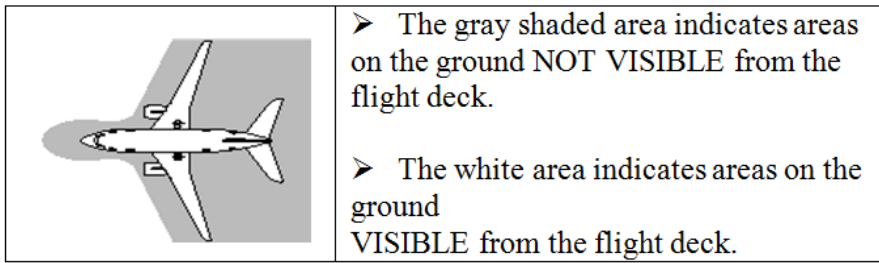 ➢ The gray shaded area indicates areas
on the ground NOT VISIBLE from the
flight deck.
➢ The white area indicates areas on the
ground
VISIBLE from the flight deck.